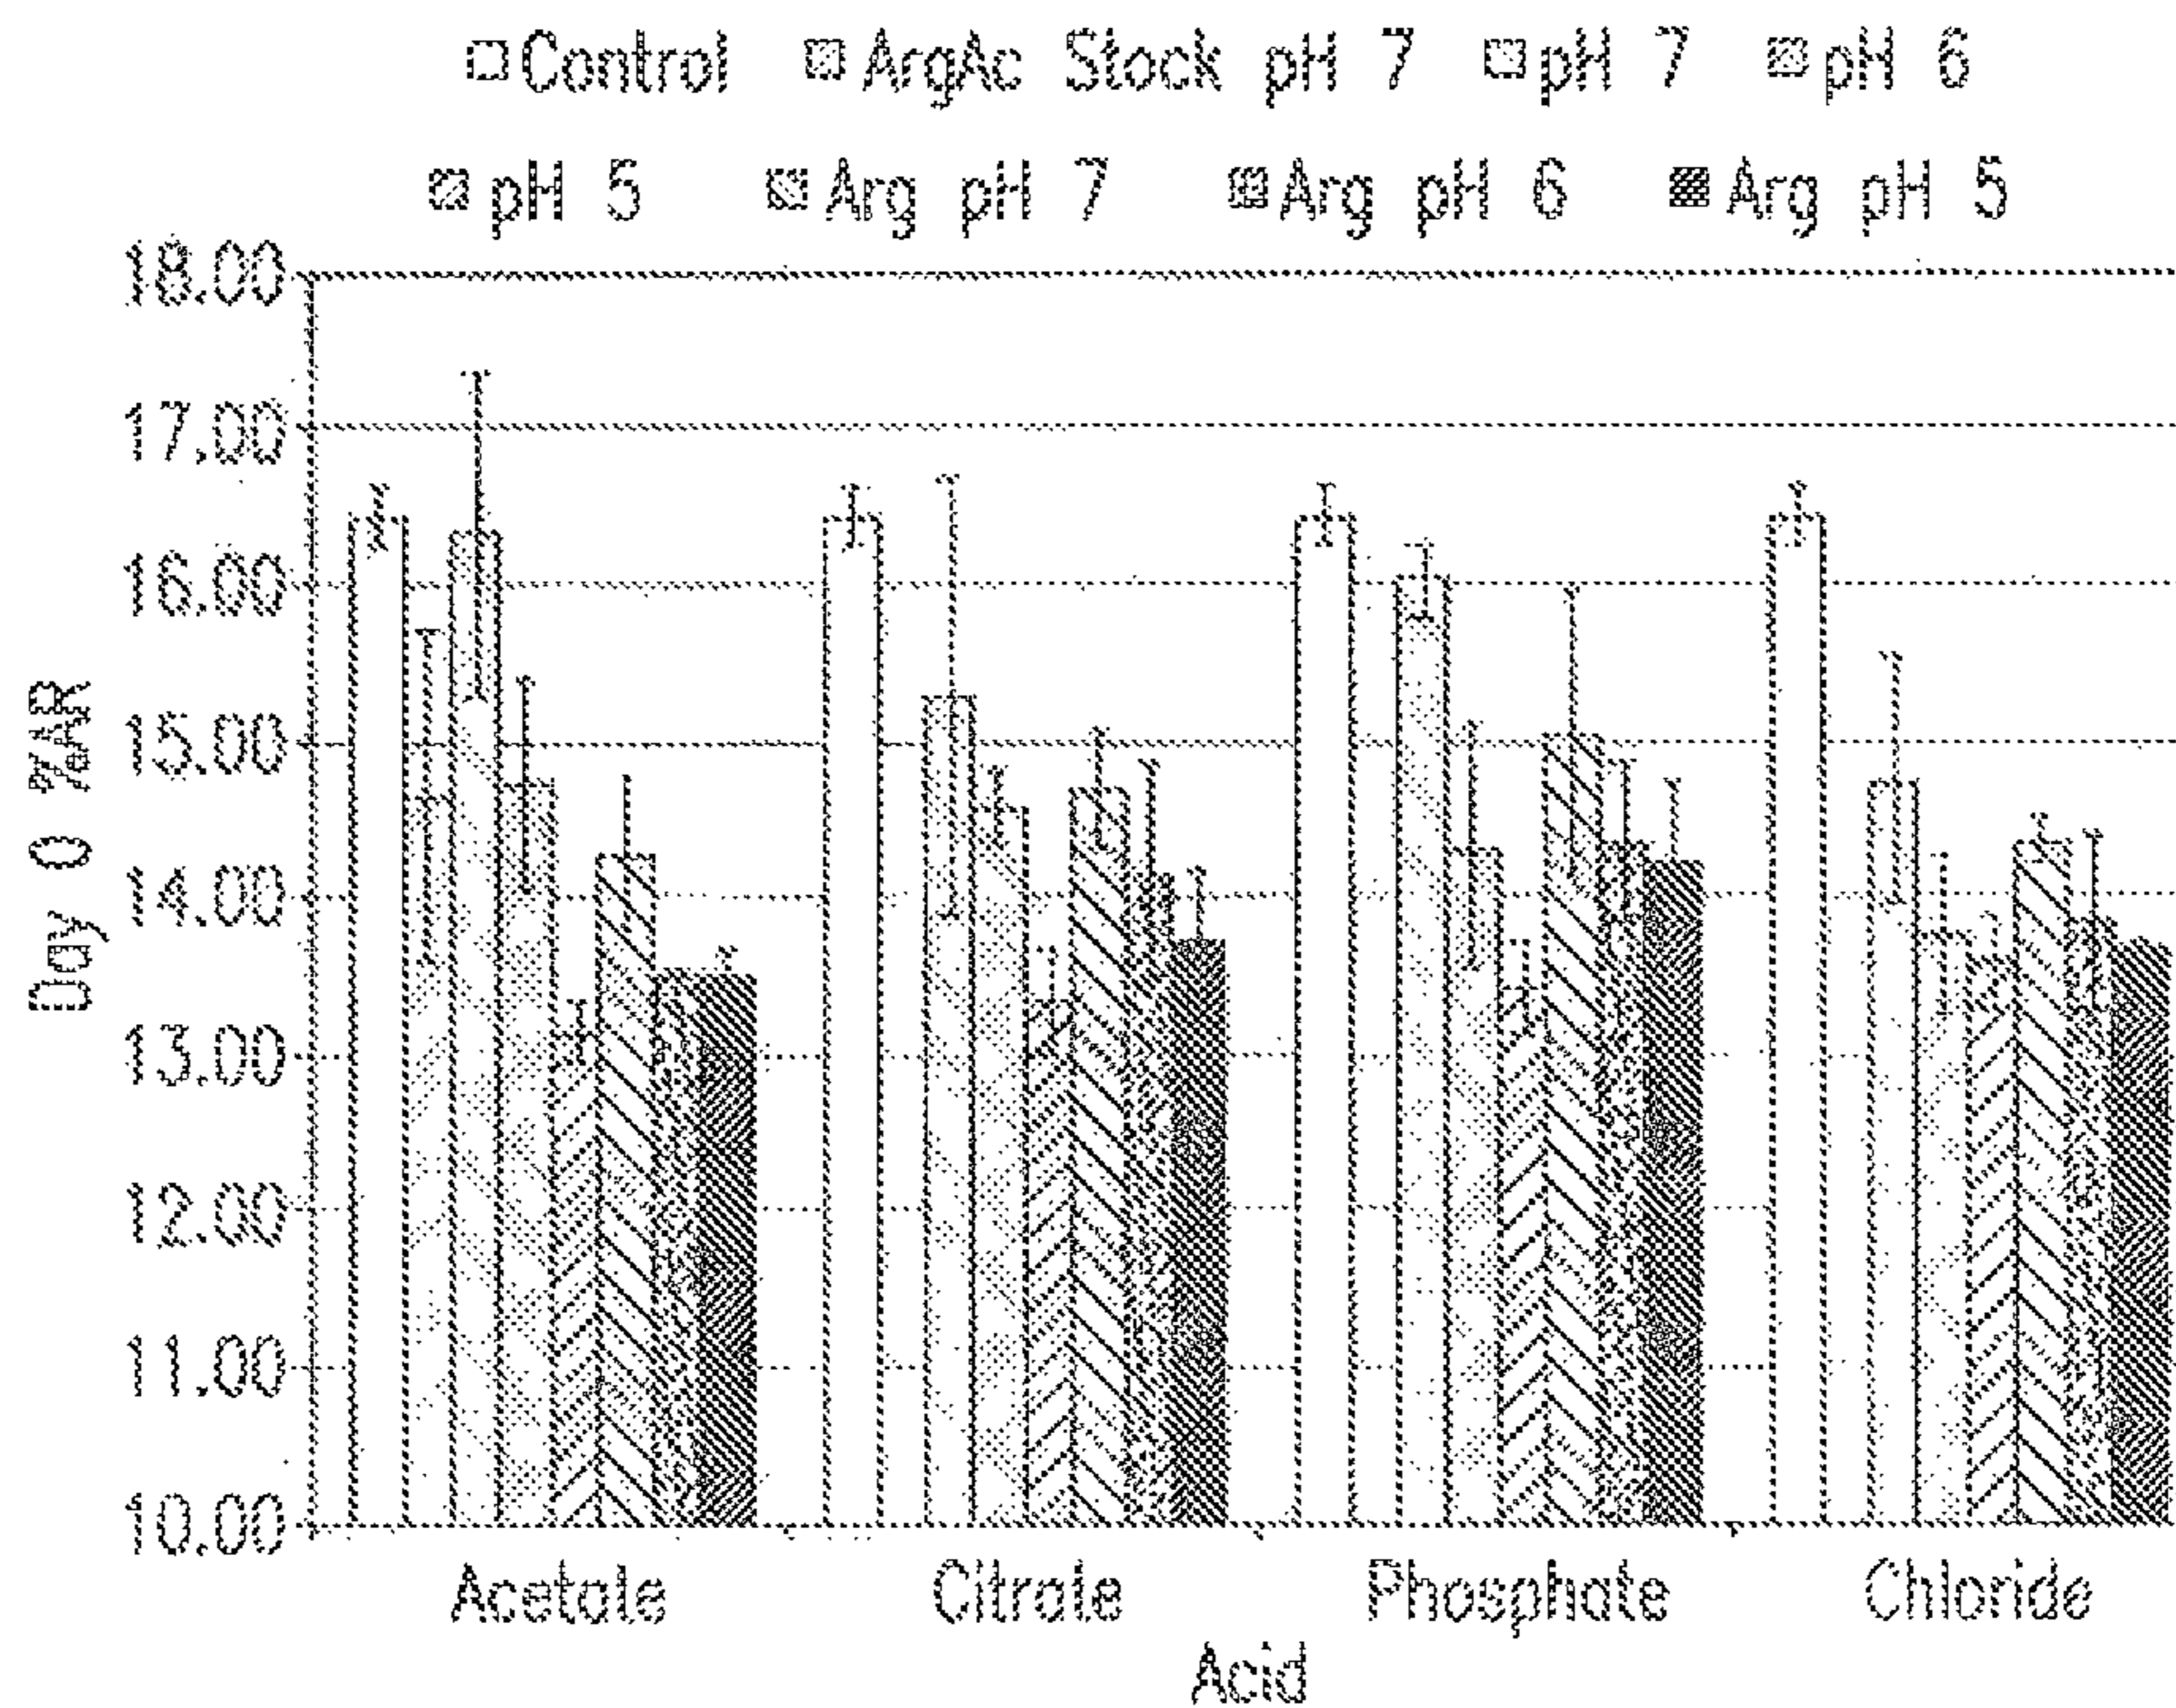 Control ArgAc Stock pH 7 pH 7 pH 6
pH 5 Arg pH 7 Arg pH 6 Arg pH 5
18.00
17.00
16.00
15.00
14.00
13.00
12.00
11.00
10.00
Day 0 %AR
Acetate Citrate Phosphate Chloride
Acid